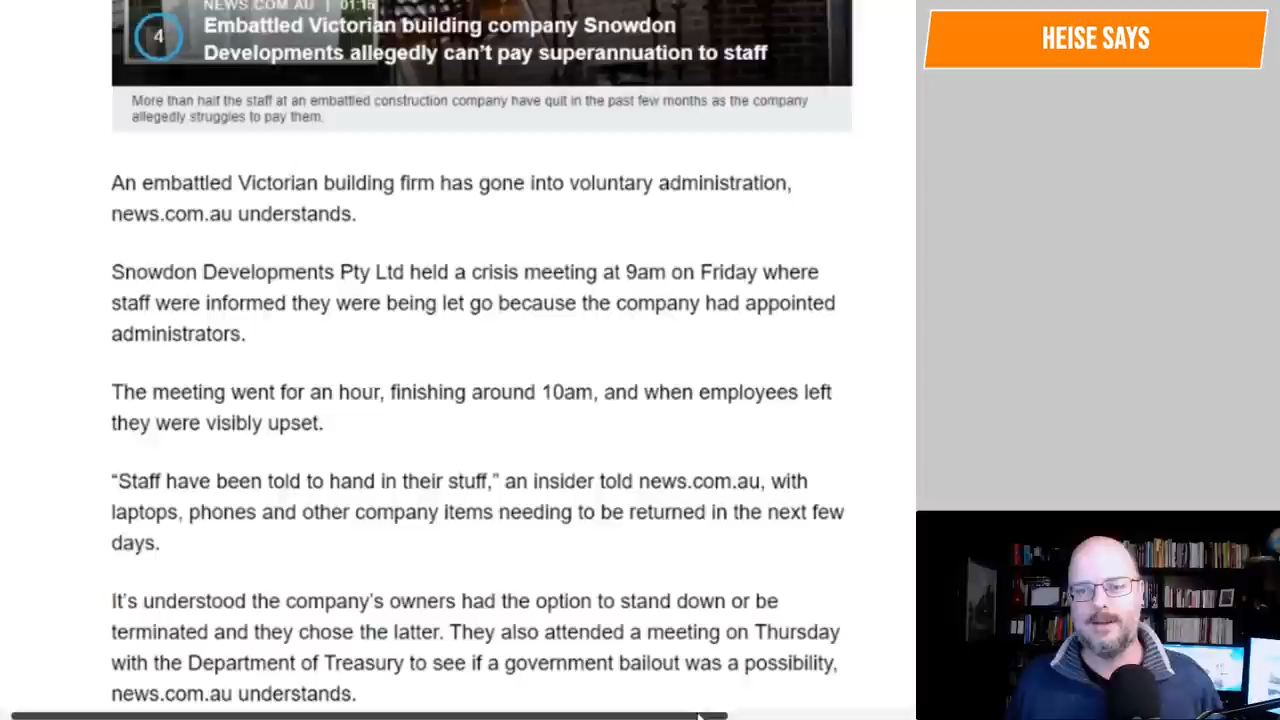 NEWS.COM.AU | 01:15
HEISE SAYS
4
Embattled Victorian building company Snowdon
Developments allegedly can't pay superannuation to staff
More than half the staff at an embattled construction company have quit in the past few months as the company
allegedly struggles to pay them.
An embattled Victorian building firm has gone into voluntary administration,
news.com.au understands.
Snowdon Developments Pty Ltd held a crisis meeting at 9am on Friday where
staff were informed they were being let go because the company had appointed
administrators.
The meeting went for an hour, finishing around 10am, and when employees left
they were visibly upset.
“Staff have been told to hand in their stuff,” an insider told news.com.au, with
laptops, phones and other company items needing to be returned in the next few
days.
It’s understood the company’s owners had the option to stand down or be
terminated and they chose the latter. They also attended a meeting on Thursday
with the Department of Treasury to see if a government bailout was a possibility,
news.com.au understands.